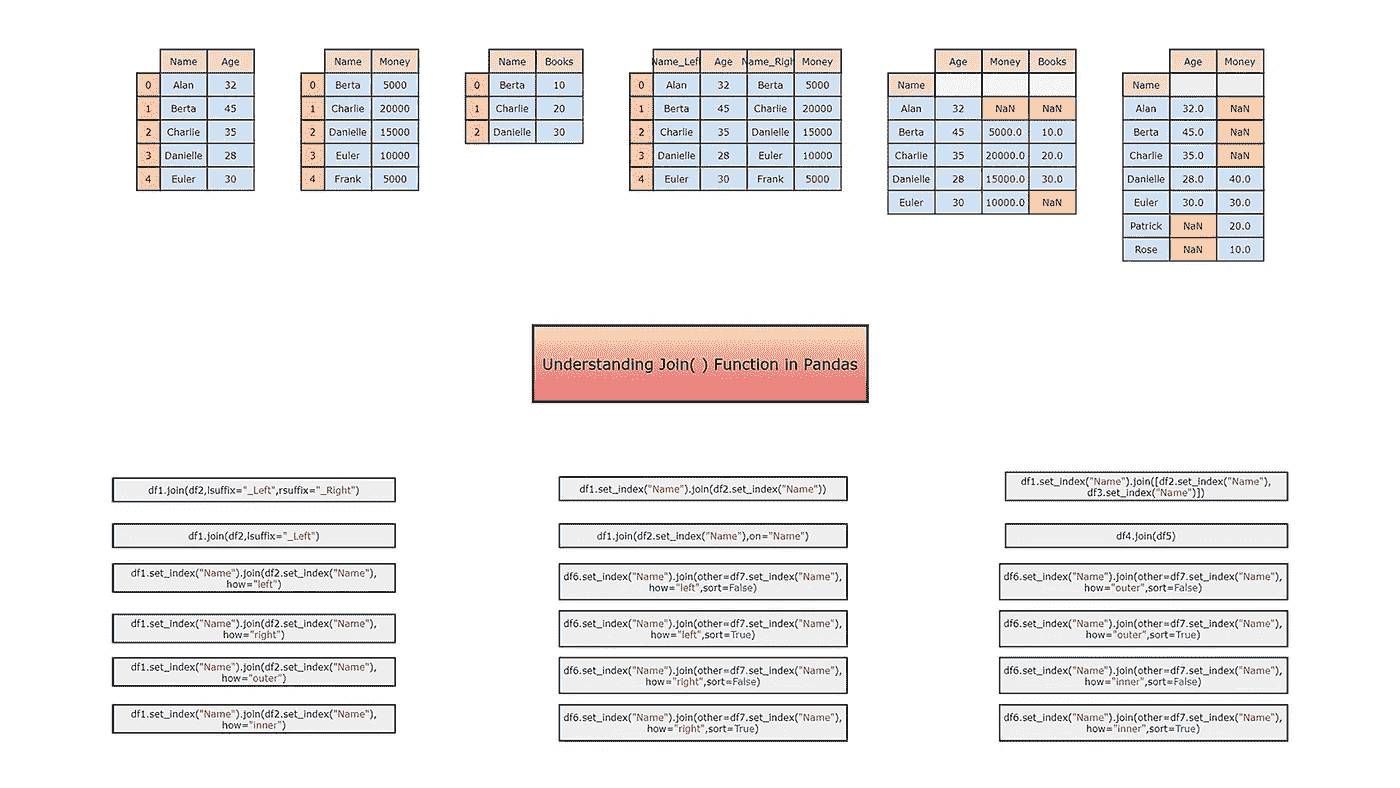 Name Age
0 Alan 32
1 Berta 45
2 Charlie 35
3 Danielle 28
4 Euler 30
Name Money
0 Berta 5000
1 Charlie 20000
2 Danielle 15000
3 Euler 10000
4 Frank 5000
Name Books
0 Berta 10
1 Charlie 20
2 Danielle 30
Name_Left Age Name_Righ Money
0 Alan 32 Berta 5000
1 Berta 45 Charlie 20000
2 Charlie 35 Danielle 15000
3 Danielle 28 Euler 10000
4 Euler 30 Frank 5000
Age Money Books
Name
Alan 32 NaN NaN
Berta 45 5000.0 10.0
Charlie 35 20000.0 20.0
Danielle 28 15000.0 30.0
Euler 30 10000.0 NaN
Age Money
Name
Alan 32.0 NaN
Berta 45.0 NaN
Charlie 35.0 NaN
Danielle 28.0 40.0
Euler 30.0 30.0
Patrick NaN 20.0
Rose NaN 10.0
Understanding Join( ) Function in Pandas
df1.join(df2,lsuffix="_Left",rsuffix="_Right")
df1.join(df2,lsuffix="_Left")
df1.set_index("Name").join(df2.set_index("Name"),
how="left")
df1.set_index("Name").join(df2.set_index("Name"),
how="right")
df1.set_index("Name").join(df2.set_index("Name"),
how="outer")
df1.set_index("Name").join(df2.set_index("Name"),
how="inner")
df1.set_index("Name").join(df2.set_index("Name"))
df1.join(df2.set_index("Name"),on="Name")
df6.set_index("Name").join(other=df7.set_index("Name"),
how="left",sort=False)
df6.set_index("Name").join(other=df7.set_index("Name"),
how="left",sort=True)
df6.set_index("Name").join(other=df7.set_index("Name"),
how="right",sort=False)
df6.set_index("Name").join(other=df7.set_index("Name"),
how="right",sort=True)
df1.set_index("Name").join([df2.set_index("Name"),
df3.set_index("Name")])
df4.join(df5)
df6.set_index("Name").join(other=df7.set_index("Name"),
how="outer",sort=False)
df6.set_index("Name").join(other=df7.set_index("Name"),
how="outer",sort=True)
df6.set_index("Name").join(other=df7.set_index("Name"),
how="inner",sort=False)
df6.set_index("Name").join(other=df7.set_index("Name"),
how="inner",sort=True)